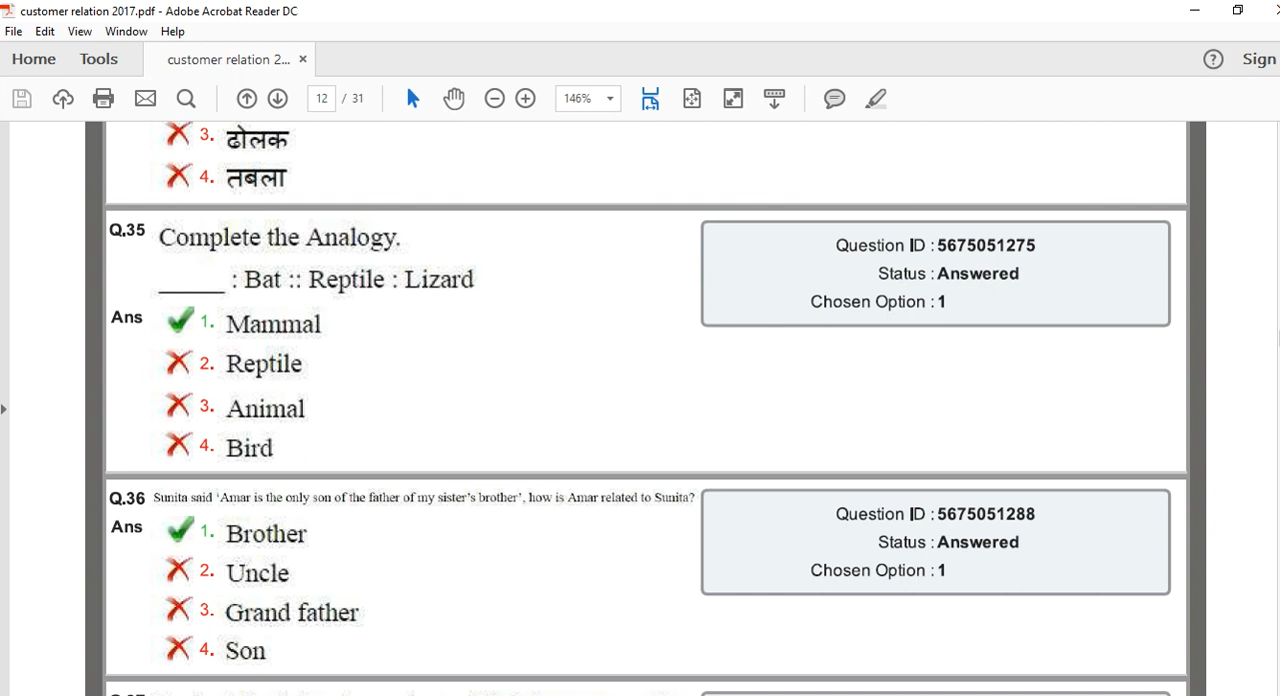 customer relation 2017.pdf - Adobe Acrobat Reader DC
File Edit View Window Help
Home Tools customer relation 2... × ? Sign
12 / 31 146%
3. ढोलक
4. तबला
Q.35 Complete the Analogy.
_____ : Bat :: Reptile : Lizard
Question ID : 5675051275
Status : Answered
Chosen Option : 1
Ans 1. Mammal
2. Reptile
3. Animal
4. Bird
Q.36 Sunita said ‘Amar is the only son of the father of my sister’s brother’, how is Amar related to Sunita?
Question ID : 5675051288
Status : Answered
Chosen Option : 1
Ans 1. Brother
2. Uncle
3. Grand father
4. Son